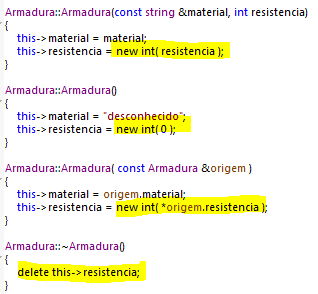 Armadura::Armadura(const string &material, int resistencia)
{
this->material = material;
this->resistencia = new int( resistencia );
}
Armadura::Armadura()
{
this->material = "desconhecido";
this->resistencia = new int( 0 );
}
Armadura::Armadura( const Armadura &origem )
{
this->material = origem.material;
this->resistencia = new int( *origem.resistencia );
}
Armadura::~Armadura()
{
delete this->resistencia;
}